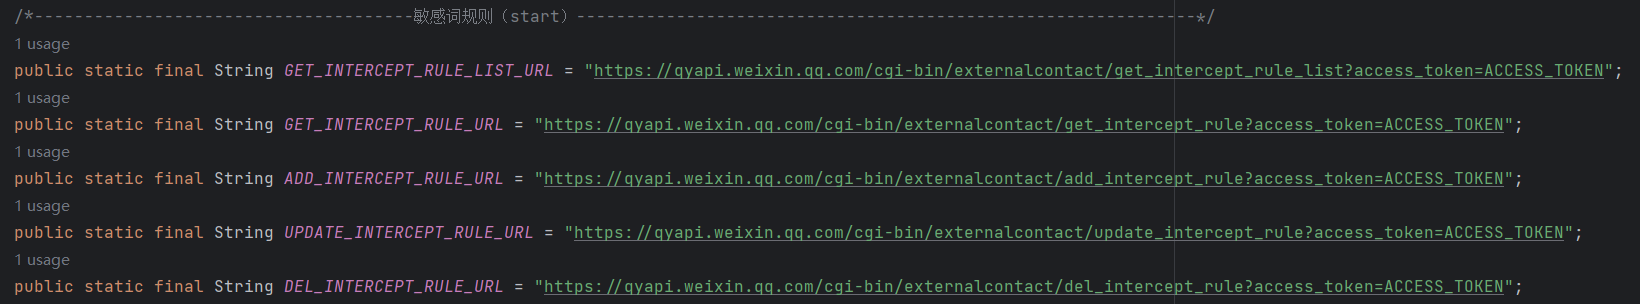 /*--------------------------------------敏感词规则（start）--------------------------------------------------------------*/
1 usage
public static final String GET_INTERCEPT_RULE_LIST_URL = "https://qyapi.weixin.qq.com/cgi-bin/externalcontact/get_intercept_rule_list?access_token=ACCESS_TOKEN";
1 usage
public static final String GET_INTERCEPT_RULE_URL = "https://qyapi.weixin.qq.com/cgi-bin/externalcontact/get_intercept_rule?access_token=ACCESS_TOKEN";
1 usage
public static final String ADD_INTERCEPT_RULE_URL = "https://qyapi.weixin.qq.com/cgi-bin/externalcontact/add_intercept_rule?access_token=ACCESS_TOKEN";
1 usage
public static final String UPDATE_INTERCEPT_RULE_URL = "https://qyapi.weixin.qq.com/cgi-bin/externalcontact/update_intercept_rule?access_token=ACCESS_TOKEN";
1 usage
public static final String DEL_INTERCEPT_RULE_URL = "https://qyapi.weixin.qq.com/cgi-bin/externalcontact/del_intercept_rule?access_token=ACCESS_TOKEN";